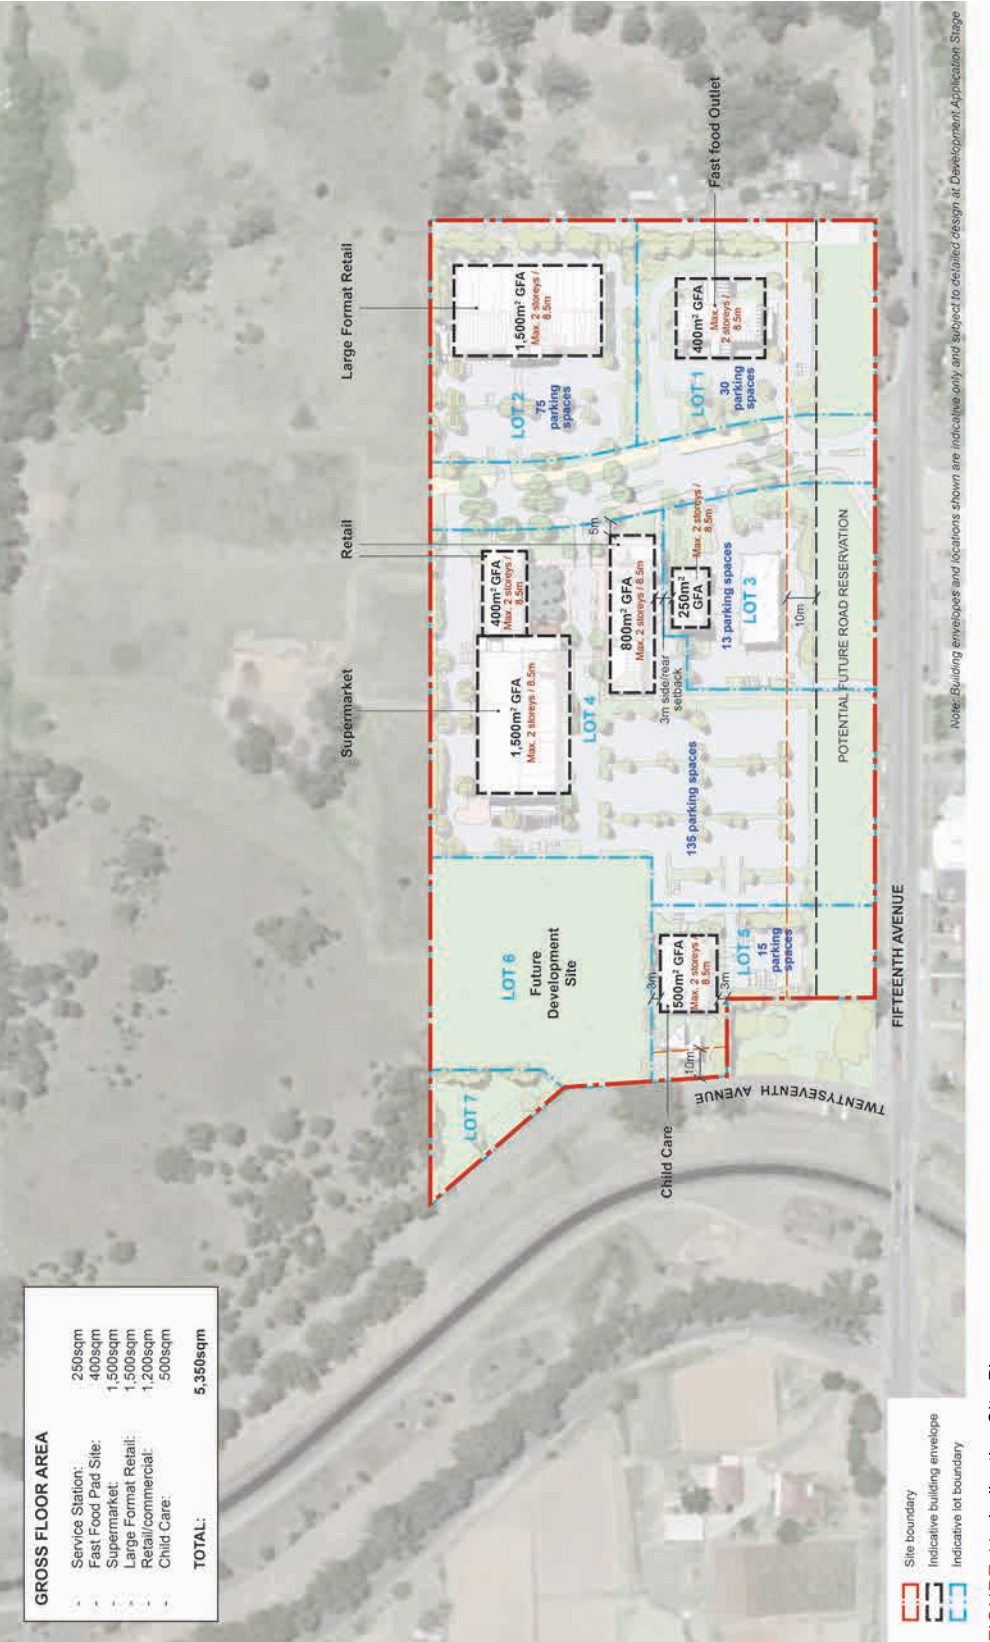 GROSS FLOOR AREA
- Service Station: 250sqm
- Fast Food Pad Site: 400sqm
- Supermarket: 1,500sqm
- Large Format Retail: 1,500sqm
- Retail/commercial: 1,200sqm
- Child Care: 500sqm
TOTAL: 5,350sqm
Supermarket
Retail
Large Format Retail
LOT 7
LOT 6
Future
Development
Site
1,500m² GFA
Max. 2 storeys / 8.5m
400m² GFA
Max. 2 storeys /
8.5m
LOT 2
75
parking
spaces
1,500m² GFA
Max. 2 storeys /
8.5m
LOT 4
5m
800m² GFA
Max. 2 storeys / 8.5m
3m side/rear
setback
250m²
GFA
Max. 2 storeys /
8.5m
135 parking spaces
13 parking spaces
LOT 3
10m
LOT 1
30
parking
spaces
400m² GFA
Max.
2 storeys /
8.5m
Fast food Outlet
Child Care
3m
500m² GFA
Max. 2 storeys /
8.5m
3m
10m
LOT 5
15
parking
spaces
TWENTYSEVENTH AVENUE
POTENTIAL FUTURE ROAD RESERVATION
FIFTEENTH AVENUE
Site boundary
Indicative building envelope
Indicative lot boundary
Note: Building envelopes and locations shown are indicative only and subject to detailed design at Development Application Stage